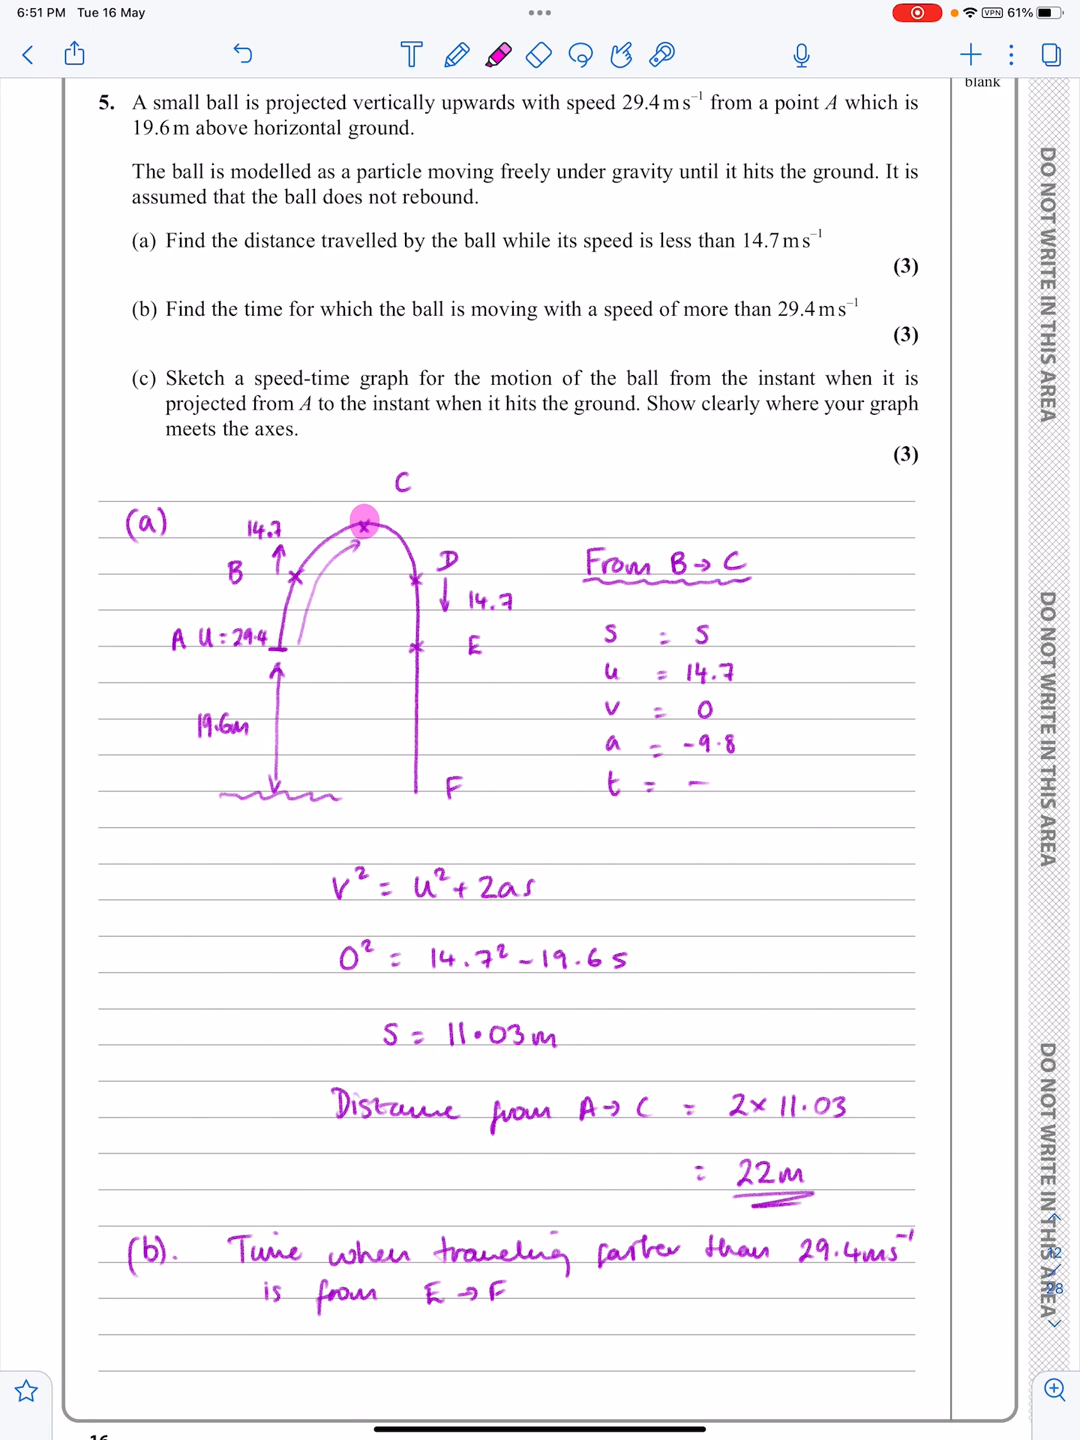 6:51 PM Tue 16 May
VPN 61%
blank
5. A small ball is projected vertically upwards with speed 29.4 m s⁻¹ from a point A which is
19.6 m above horizontal ground.
The ball is modelled as a particle moving freely under gravity until it hits the ground. It is
assumed that the ball does not rebound.
(a) Find the distance travelled by the ball while its speed is less than 14.7 m s⁻¹
(3)
(b) Find the time for which the ball is moving with a speed of more than 29.4 m s⁻¹
(3)
(c) Sketch a speed-time graph for the motion of the ball from the instant when it is
projected from A to the instant when it hits the ground. Show clearly where your graph
meets the axes.
(3)
C
(a)
14.7
B
D
14.7
A u = 29.4
E
19.6m
F
From B → C
s = s
u = 14.7
v = 0
a = -9.8
t = -
v² = u² + 2as
0² = 14.7² - 19.6s
s = 11.03m
Distance from A → C = 2 × 11.03
= 22m
(b). Time when traveling faster than 29.4ms⁻¹
is from E → F
DO NOT WRITE IN THIS AREA
DO NOT WRITE IN THIS AREA
DO NOT WRITE IN THIS AREA
12
28